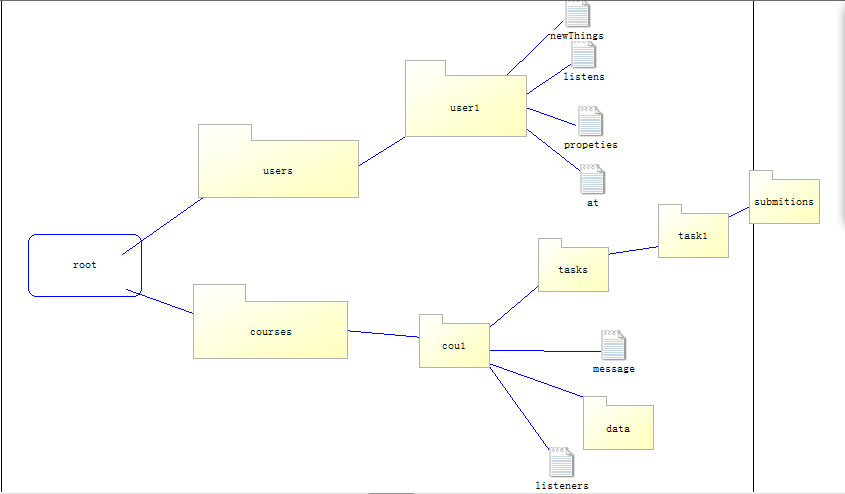 newThings
listens
user1
propeties
users
at
submitions
task1
root
tasks
courses
cou1
message
data
listeners